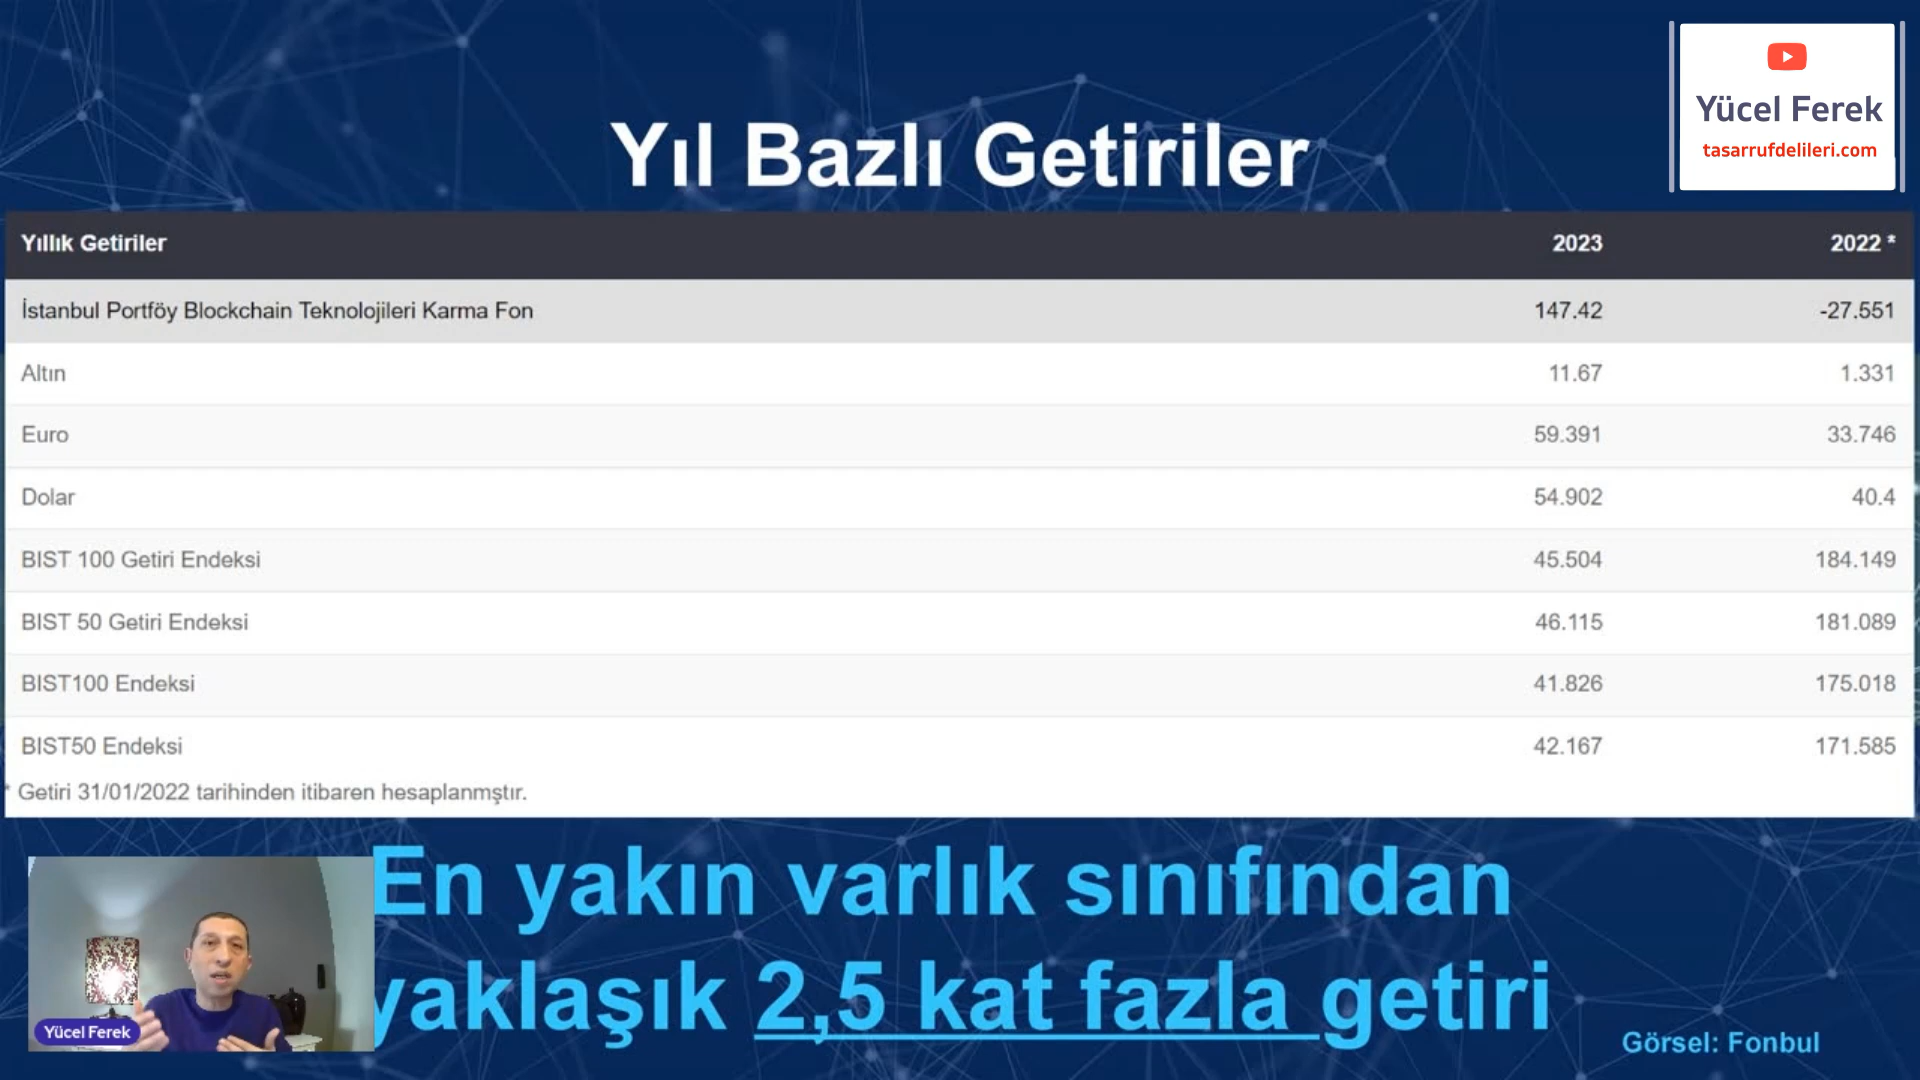 Yücel Ferek
tasarrufdelileri.com
Yıl Bazlı Getiriler
Yıllık Getiriler 2023 2022 *
İstanbul Portföy Blockchain Teknolojileri Karma Fon 147.42 -27.551
Altın 11.67 1.331
Euro 59.391 33.746
Dolar 54.902 40.4
BIST 100 Getiri Endeksi 45.504 184.149
BIST 50 Getiri Endeksi 46.115 181.089
BIST100 Endeksi 41.826 175.018
BIST50 Endeksi 42.167 171.585
* Getiri 31/01/2022 tarihinden itibaren hesaplanmştır.
En yakın varlık sınıfından
yaklaşık 2,5 kat fazla getiri
Yücel Ferek
Görsel: Fonbul